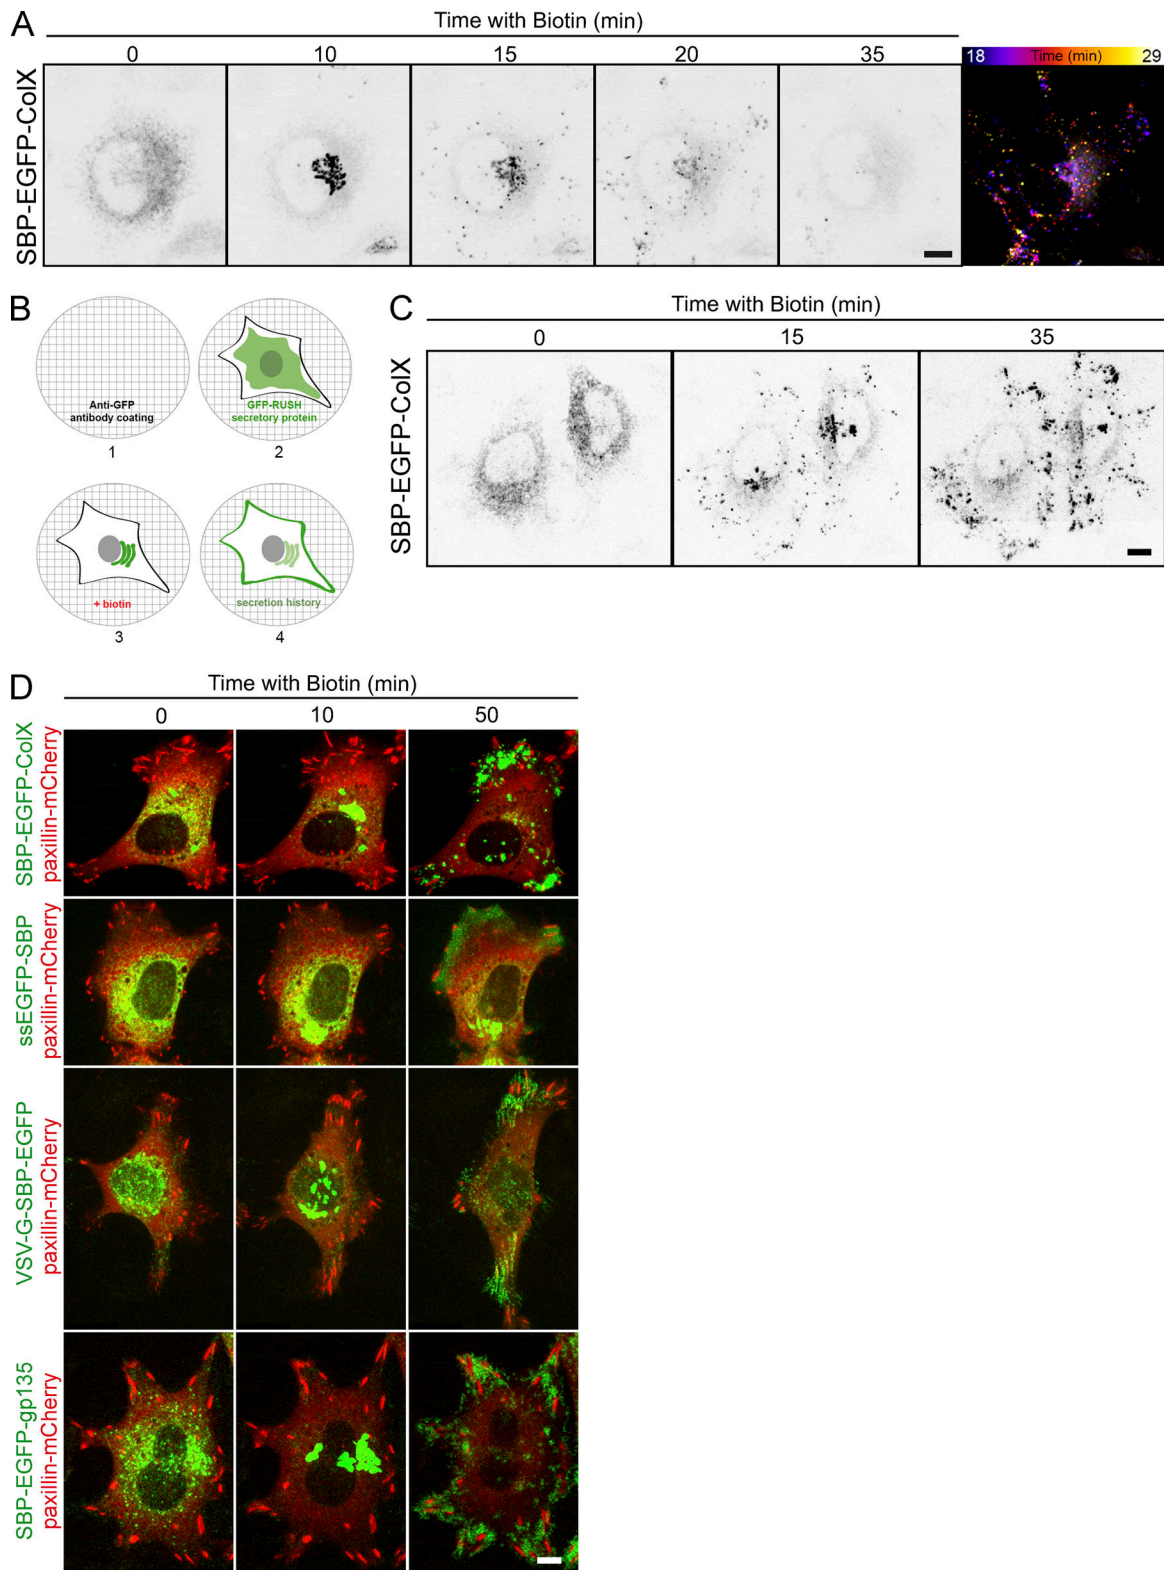 A
Time with Biotin (min)
0 10 15 20 35
18 Time (min) 29
SBP-EGFP-ColX
B
Anti-GFP
antibody coating
1
GFP-RUSH
secretory protein
2
+ biotin
3
secretion history
4
C
Time with Biotin (min)
0 15 35
SBP-EGFP-ColX
D
Time with Biotin (min)
0 10 50
SBP-EGFP-ColX
paxillin-mCherry
ssEGFP-SBP
paxillin-mCherry
VSV-G-SBP-EGFP
paxillin-mCherry
SBP-EGFP-gp135
paxillin-mCherry